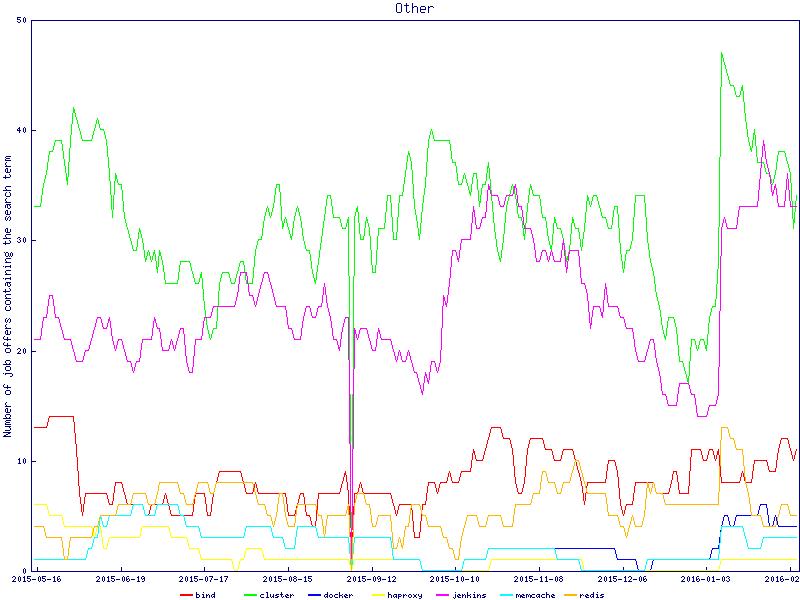 Other
Number of job offers containing the search term
50
40
30
20
10
0
2015-05-16 2015-06-19 2015-07-17 2015-08-15 2015-09-12 2015-10-10 2015-11-08 2015-12-06 2016-01-03 2016-02
bind cluster docker haproxy jenkins memcache redis